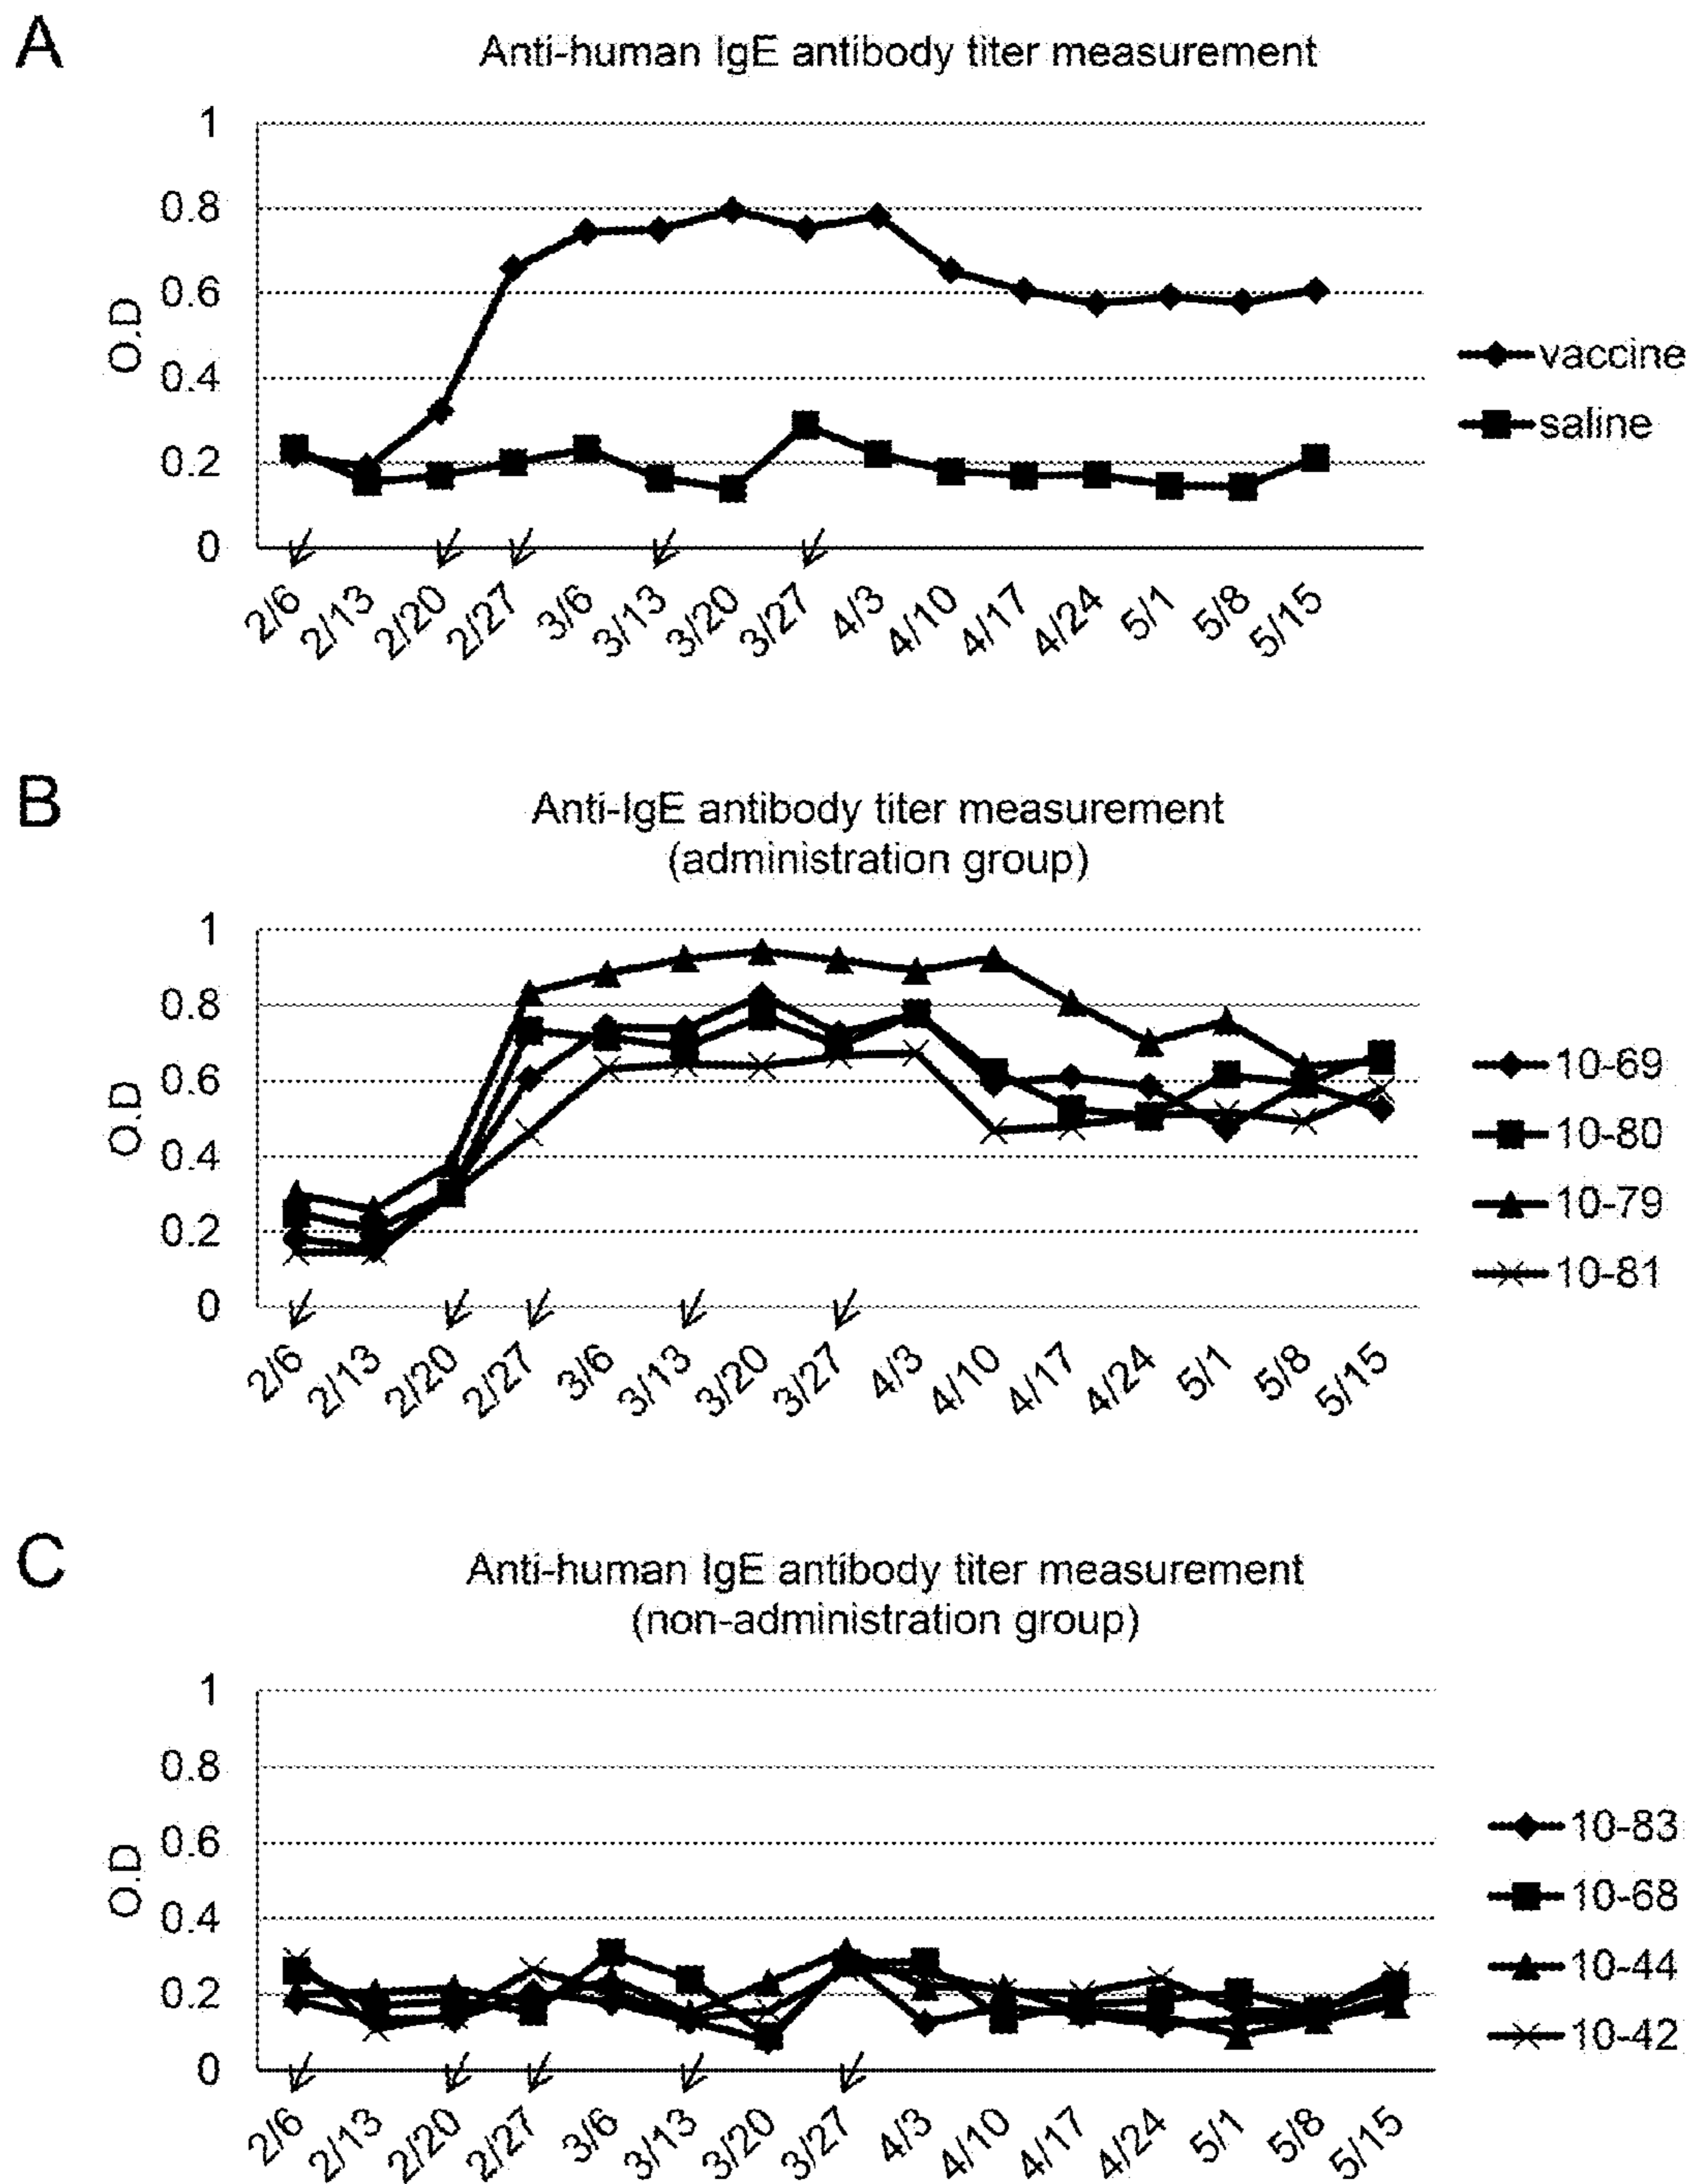 A
Anti-human IgE antibody titer measurement
1
0.8
0.6
0.4
0.2
0
O.D
vaccine
saline
2/6 2/13 2/20 2/27 3/6 3/13 3/20 3/27 4/3 4/10 4/17 4/24 5/1 5/8 5/15
B
Anti-IgE antibody titer measurement
(administration group)
1
0.8
0.6
0.4
0.2
0
O.D
10-69
10-80
10-79
10-81
2/6 2/13 2/20 2/27 3/6 3/13 3/20 3/27 4/3 4/10 4/17 4/24 5/1 5/8 5/15
C
Anti-human IgE antibody titer measurement
(non-administration group)
1
0.8
0.6
0.4
0.2
0
O.D
10-83
10-68
10-44
10-42
2/6 2/13 2/20 2/27 3/6 3/13 3/20 3/27 4/3 4/10 4/17 4/24 5/1 5/8 5/15